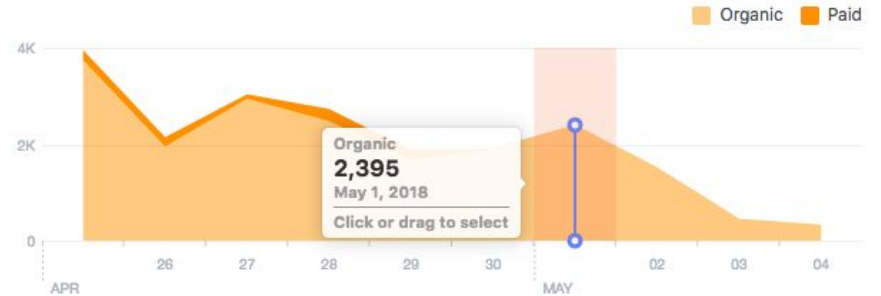 Organic Paid
4K
2K
0
Organic
2,395
May 1, 2018
Click or drag to select
26 27 28 29 30 02 03 04
APR MAY